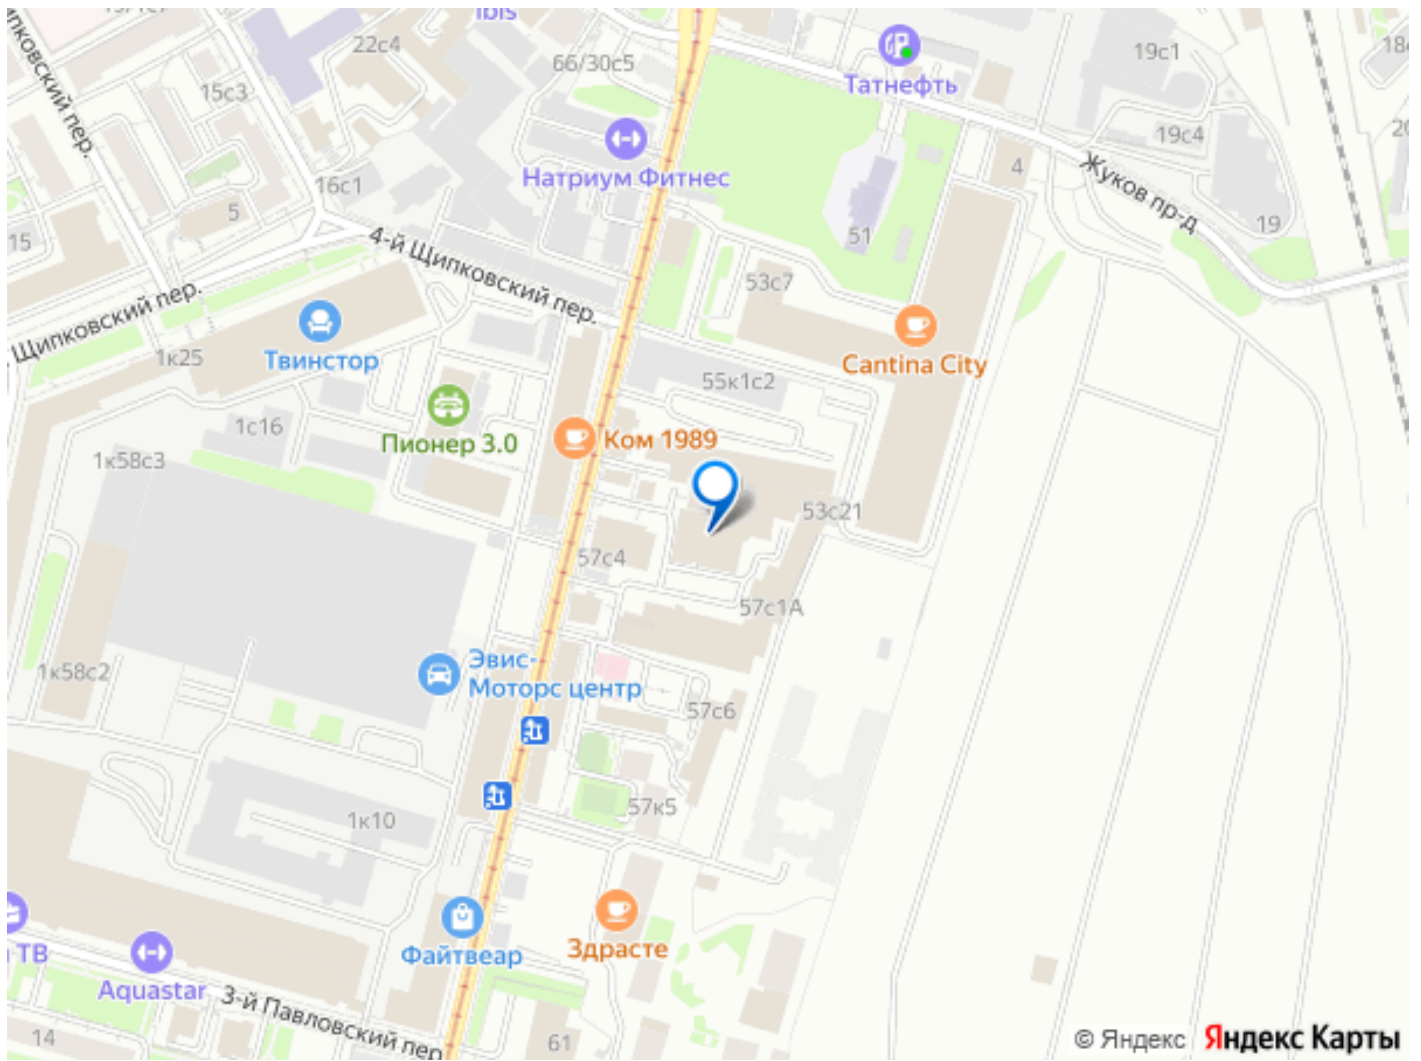 Ibis
22с4
66/30с5
Татнефть
19с1
15с3
19с4
пковский пер.
Натриум Фитнес
16с1
4
Жуков пр-д
5
15
19
51
4-й Щипковский пер.
53с7
Щипковский пер.
1к25
Твинстор
Cantina City
55к1с2
1с16
Пионер 3.0
Ком 1989
1к58с3
53с21
57с4
57с1А
1к58с2
Эвис-
Моторс центр
57с6
57к5
1к10
ТВ
Файтвеар
Здрасте
Aquastar
3-й Павловский пер
14
61
© Яндекс Яндекс Карты